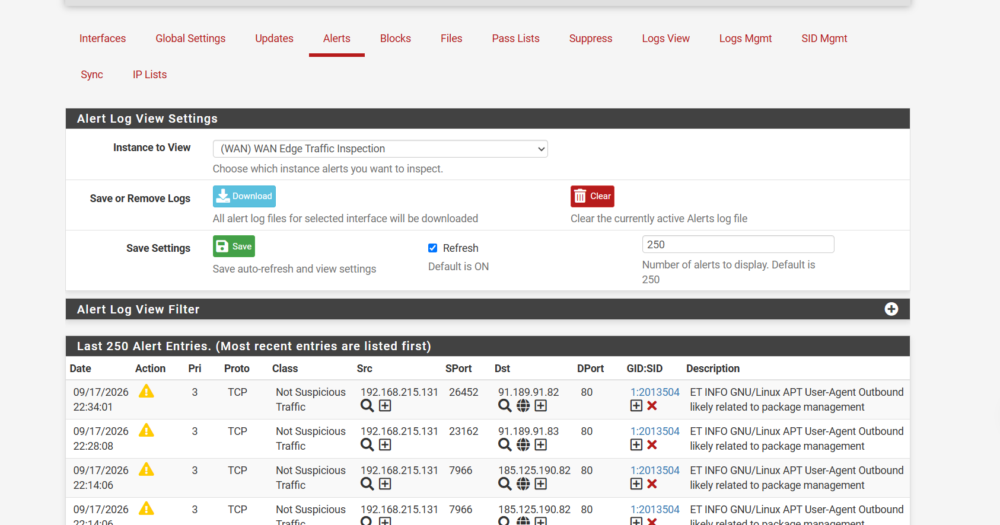 Interfaces Global Settings Updates Alerts Blocks Files Pass Lists Suppress Logs View Logs Mgmt SID Mgmt
Sync IP Lists
Alert Log View Settings
Instance to View (WAN) WAN Edge Traffic Inspection
Choose which instance alerts you want to inspect.
Save or Remove Logs Download Clear
All alert log files for selected interface will be downloaded Clear the currently active Alerts log file
Save Settings Save Refresh 250
Save auto-refresh and view settings Default is ON Number of alerts to display. Default is
250
Alert Log View Filter
Last 250 Alert Entries. (Most recent entries are listed first)
Date Action Pri Proto Class Src SPort Dst DPort GID:SID Description
09/17/2026 3 TCP Not Suspicious 192.168.215.131 26452 91.189.91.82 80 1:2013504 ET INFO GNU/Linux APT User-Agent Outbound
22:34:01 Traffic likely related to package management
09/17/2026 3 TCP Not Suspicious 192.168.215.131 23162 91.189.91.83 80 1:2013504 ET INFO GNU/Linux APT User-Agent Outbound
22:28:08 Traffic likely related to package management
09/17/2026 3 TCP Not Suspicious 192.168.215.131 7966 185.125.190.82 80 1:2013504 ET INFO GNU/Linux APT User-Agent Outbound
22:14:06 Traffic likely related to package management
09/17/2026 3 TCP Not Suspicious 192.168.215.131 7966 185.125.190.82 80 1:2013504 ET INFO GNU/Linux APT User-Agent Outbound
22:14:06 Traffic likely related to package management